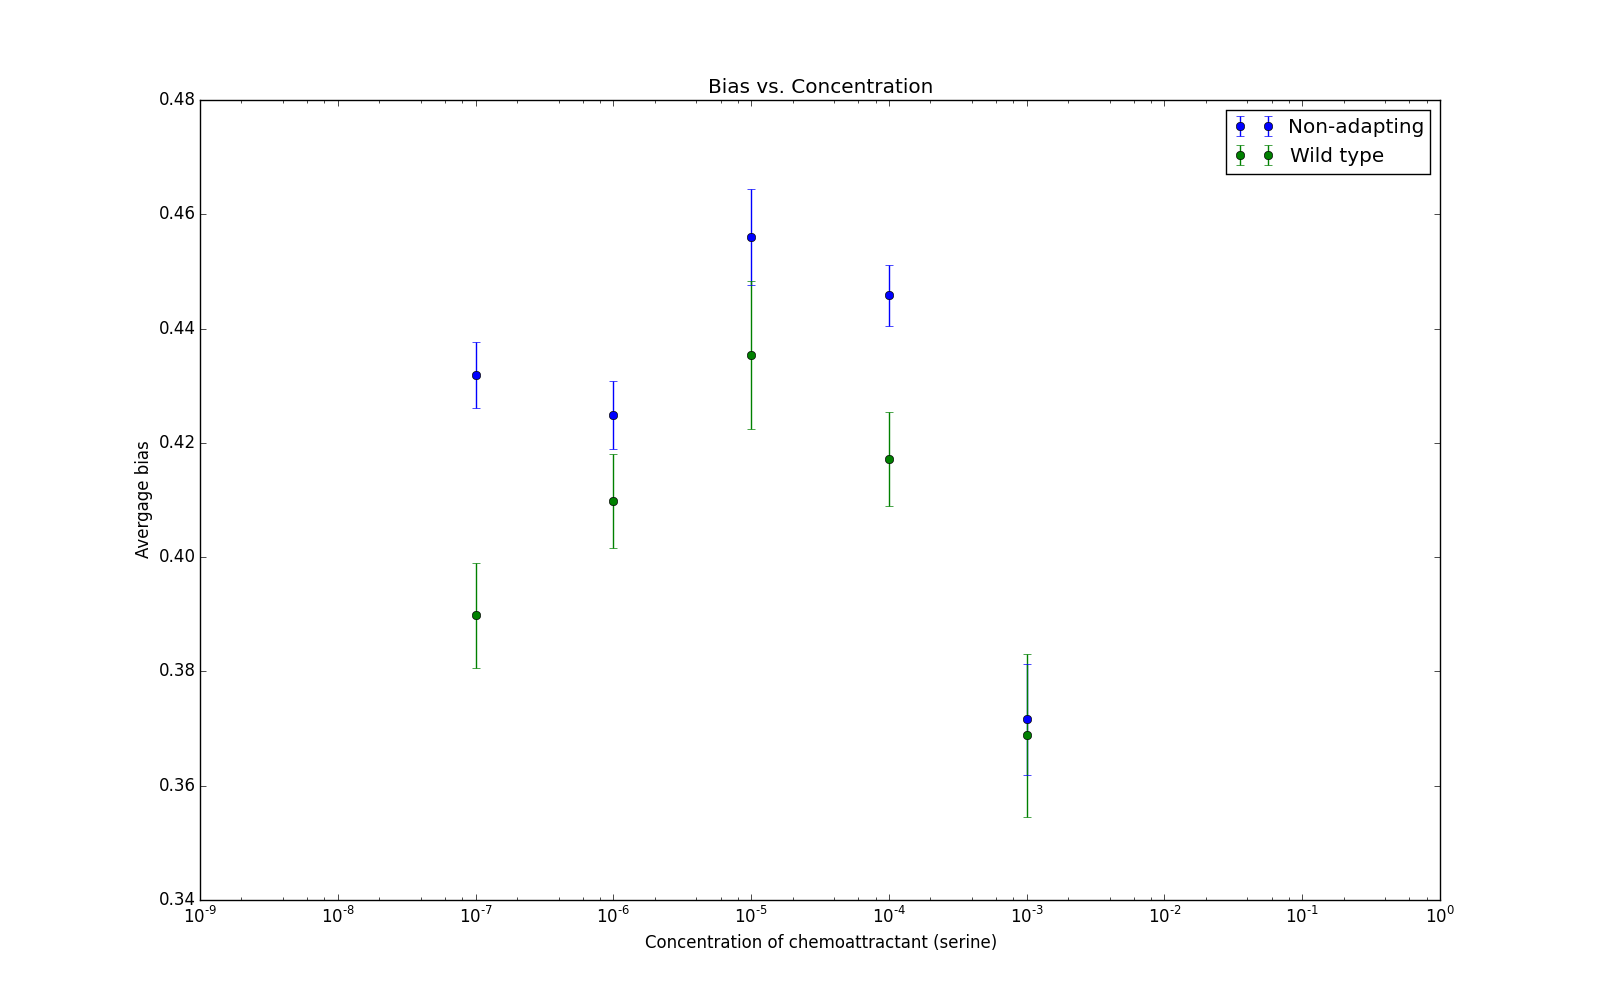 Bias vs. Concentration
Non-adapting
Wild type
0.48
0.46
0.44
0.42
0.40
0.38
0.36
0.34
Avergage bias
10^-9 10^-8 10^-7 10^-6 10^-5 10^-4 10^-3 10^-2 10^-1 10^0
Concentration of chemoattractant (serine)